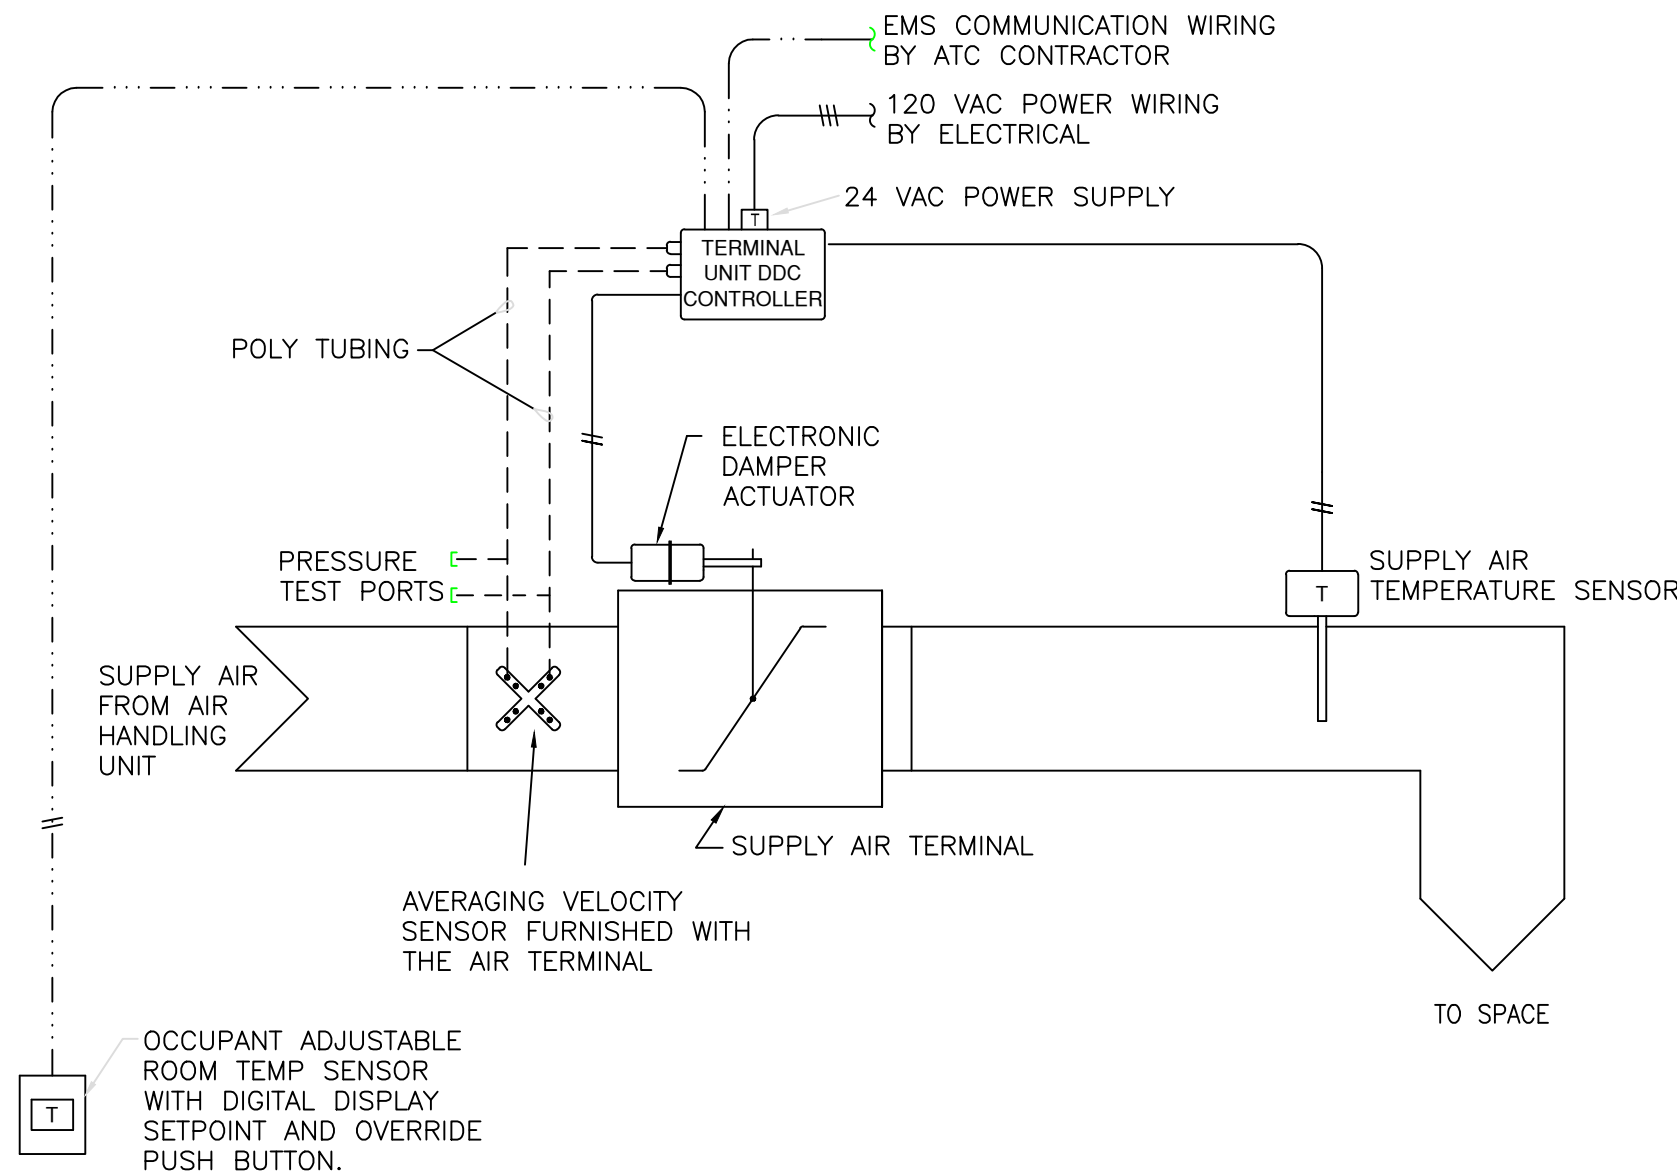 EMS COMMUNICATION WIRING
BY ATC CONTRACTOR
120 VAC POWER WIRING
BY ELECTRICAL
24 VAC POWER SUPPLY
T
TERMINAL
UNIT DDC
CONTROLLER
POLY TUBING
ELECTRONIC
DAMPER
ACTUATOR
PRESSURE
TEST PORTS
SUPPLY AIR
TEMPERATURE SENSOR
T
SUPPLY AIR
FROM AIR
HANDLING
UNIT
SUPPLY AIR TERMINAL
AVERAGING VELOCITY
SENSOR FURNISHED WITH
THE AIR TERMINAL
TO SPACE
OCCUPANT ADJUSTABLE
ROOM TEMP SENSOR
WITH DIGITAL DISPLAY
SETPOINT AND OVERRIDE
PUSH BUTTON.
T